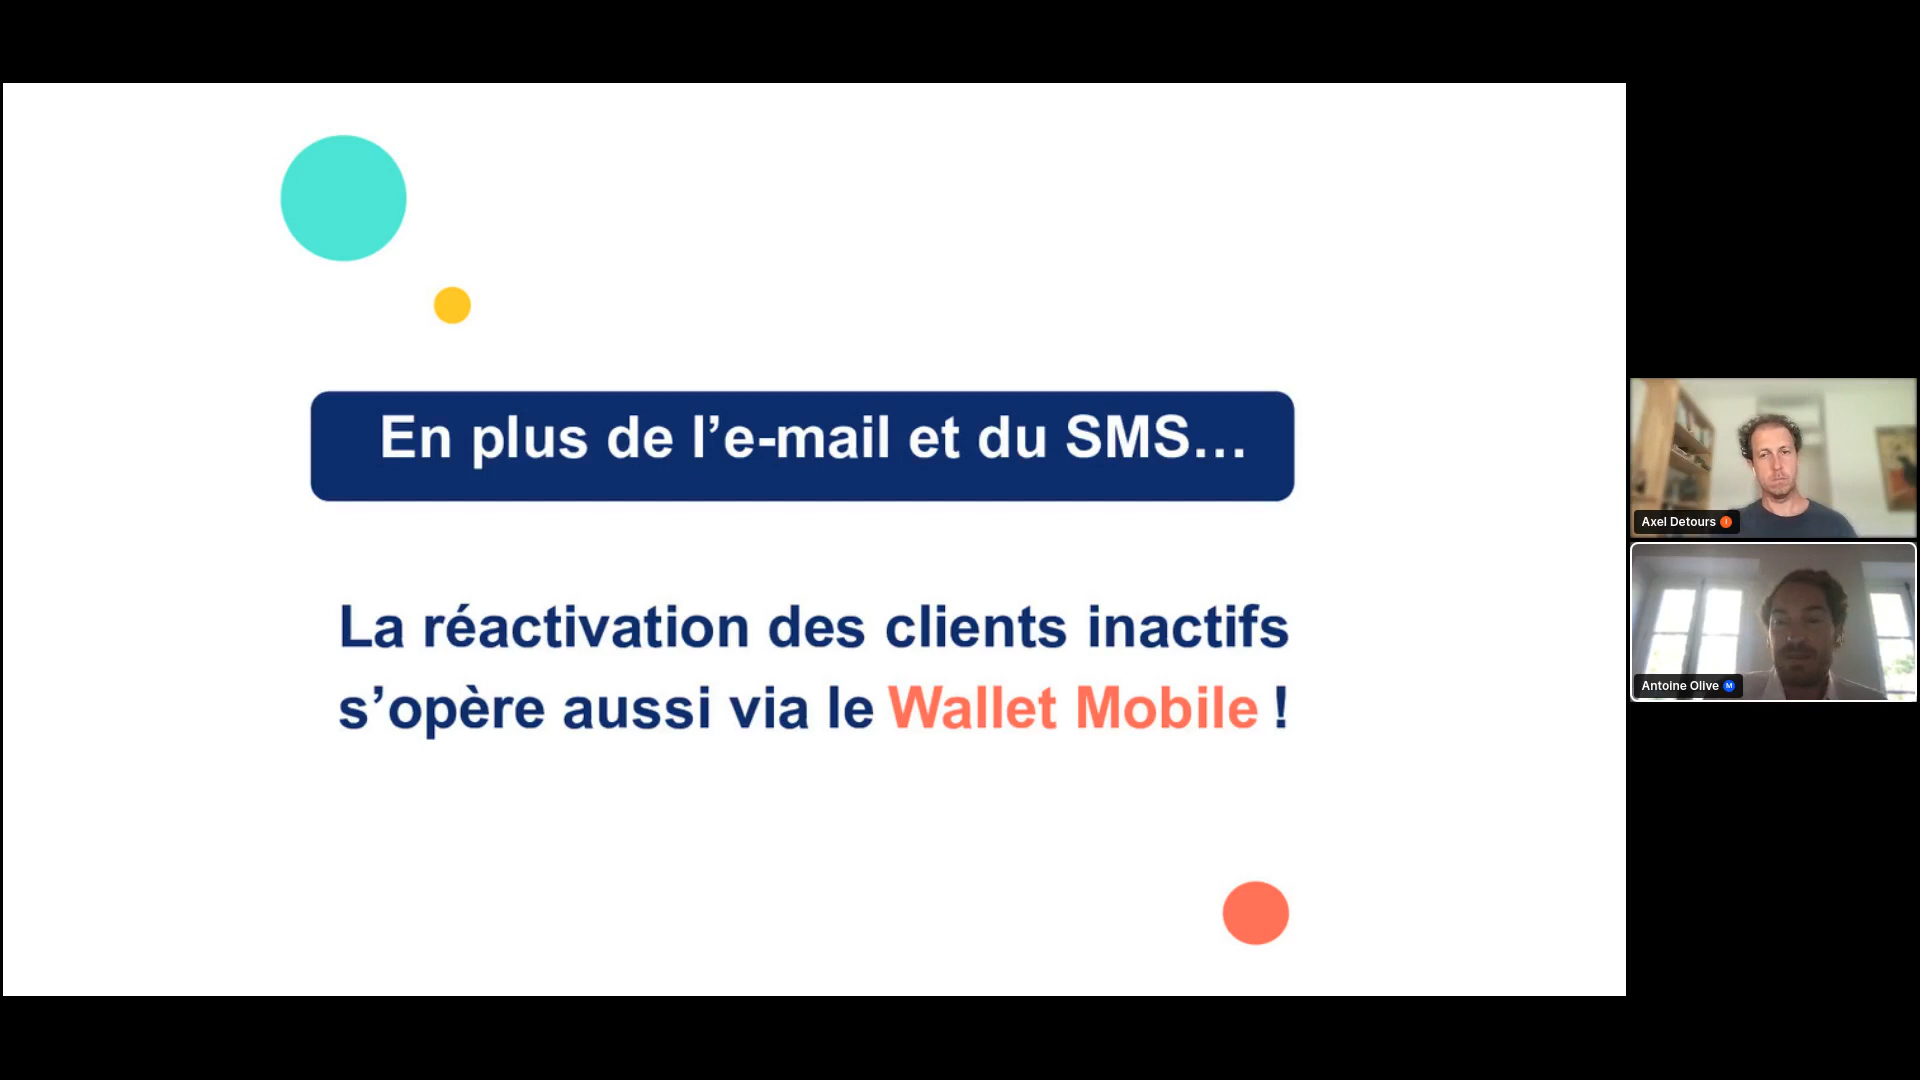 En plus de l’e-mail et du SMS…
La réactivation des clients inactifs
s’opère aussi via le Wallet Mobile !
Axel Detours
Antoine Olive M